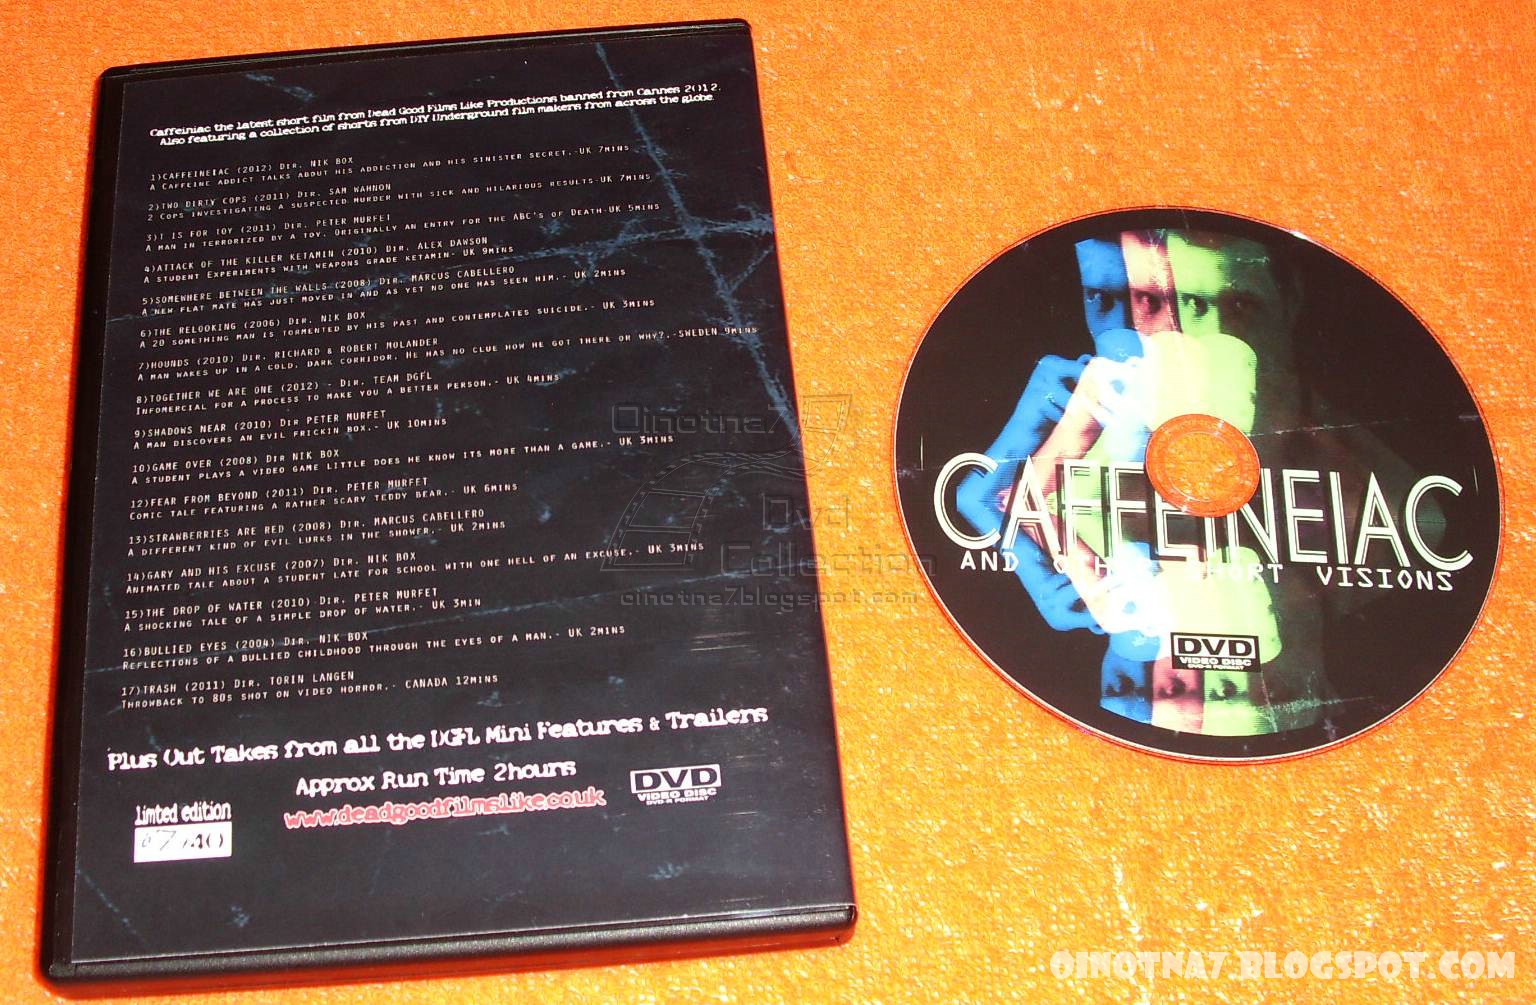 Caffeiniac the latest short film from Dead Good Films Like Productions banned from Cannes 2012.
Also featuring a collection of shorts from DIY Underground film makers from across the globe.
1)CAFFEINEIAC (2012) DIR. NIK BOX
A CAFFEINE ADDICT TALKS ABOUT HIS ADDICTION AND HIS SINISTER SECRET.-UK 7MINS
2)TWO DIRTY COPS (2011) DIR. SAM WAHNON
2 COPS INVESTIGATING A SUSPECTED MURDER WITH SICK AND HILARIOUS RESULTS-UK 7MINS
3)T IS FOR TOY (2011) DIR. PETER MURFET
A MAN IN TERRORIZED BY A TOY. ORIGINALLY AN ENTRY FOR THE ABC'S OF DEATH-UK 5MINS
4)ATTACK OF THE KILLER KETAMIN (2010) DIR. ALEX DAWSON
A STUDENT EXPERIMENTS WITH WEAPONS GRADE KETAMIN- UK 9MINS
5)SOMEWHERE BETWEEN THE WALLS (2008) DIR. MARCUS CABELLERO
A NEW FLAT MATE HAS JUST MOVED IN AND AS YET NO ONE HAS SEEN HIM.- UK 2MINS
6)THE RELOOKING (2006) DIR. NIK BOX
A 20 SOMETHING MAN IS TORMENTED BY HIS PAST AND CONTEMPLATES SUICIDE.- UK 3MINS
7)HOUNDS (2010) DIR. RICHARD & ROBERT MOLANDER
A MAN WAKES UP IN A COLD, DARK CORRIDOR. HE HAS NO CLUE HOW HE GOT THERE OR WHY?.-SWEDEN 9MINS
8)TOGETHER WE ARE ONE (2012) - DIR. TEAM DGFL
INFOMERCIAL FOR A PROCESS TO MAKE YOU A BETTER PERSON.- UK 4MINS
9)SHADOWS NEAR (2010) DIR PETER MURFET
A MAN DISCOVERS AN EVIL FRICKIN BOX.- UK 10MINS
10)GAME OVER (2008) DIR NIK BOX
A STUDENT PLAYS A VIDEO GAME LITTLE DOES HE KNOW ITS MORE THAN A GAME.- UK 3MINS
12)FEAR FROM BEYOND (2011) DIR. PETER MURFET
COMIC TALE FEATURING A RATHER SCARY TEDDY BEAR.- UK 6MINS
13)STRAWBERRIES ARE RED (2008) DIR. MARCUS CABELLERO
A DIFFERENT KIND OF EVIL LURKS IN THE SHOWER.- UK 2MINS
14)GARY AND HIS EXCUSE (2007) DIR. NIK BOX
ANIMATED TALE ABOUT A STUDENT LATE FOR SCHOOL WITH ONE HELL OF AN EXCUSE.- UK 3MINS
15)THE DROP OF WATER (2010) DIR. PETER MURFET
A SHOCKING TALE OF A SIMPLE DROP OF WATER.- UK 3MIN
16)BULLIED EYES (2004) DIR. NIK BOX
REFLECTIONS OF A BULLIED CHILDHOOD THROUGH THE EYES OF A MAN.- UK 2MINS
17)TRASH (2011) DIR. TORIN LANGEN
THROWBACK TO 80S SHOT ON VIDEO HORROR.- CANADA 12MINS
Plus Out Takes from all the DGFL Mini Features & Trailers
Approx Run Time 2hours
www.deadgoodfilmslike.co.uk
DVD
VIDEO DISC
DVD-R FORMAT
limited edition
7/40
Oinotna7
Dvd
Collection
oinotna7.blogspot.com
CAFFEINEIAC
AND OTHER SHORT VISIONS
DVD
VIDEO DISC
DVD-R FORMAT
OINOTNA7.BLOGSPOT.COM